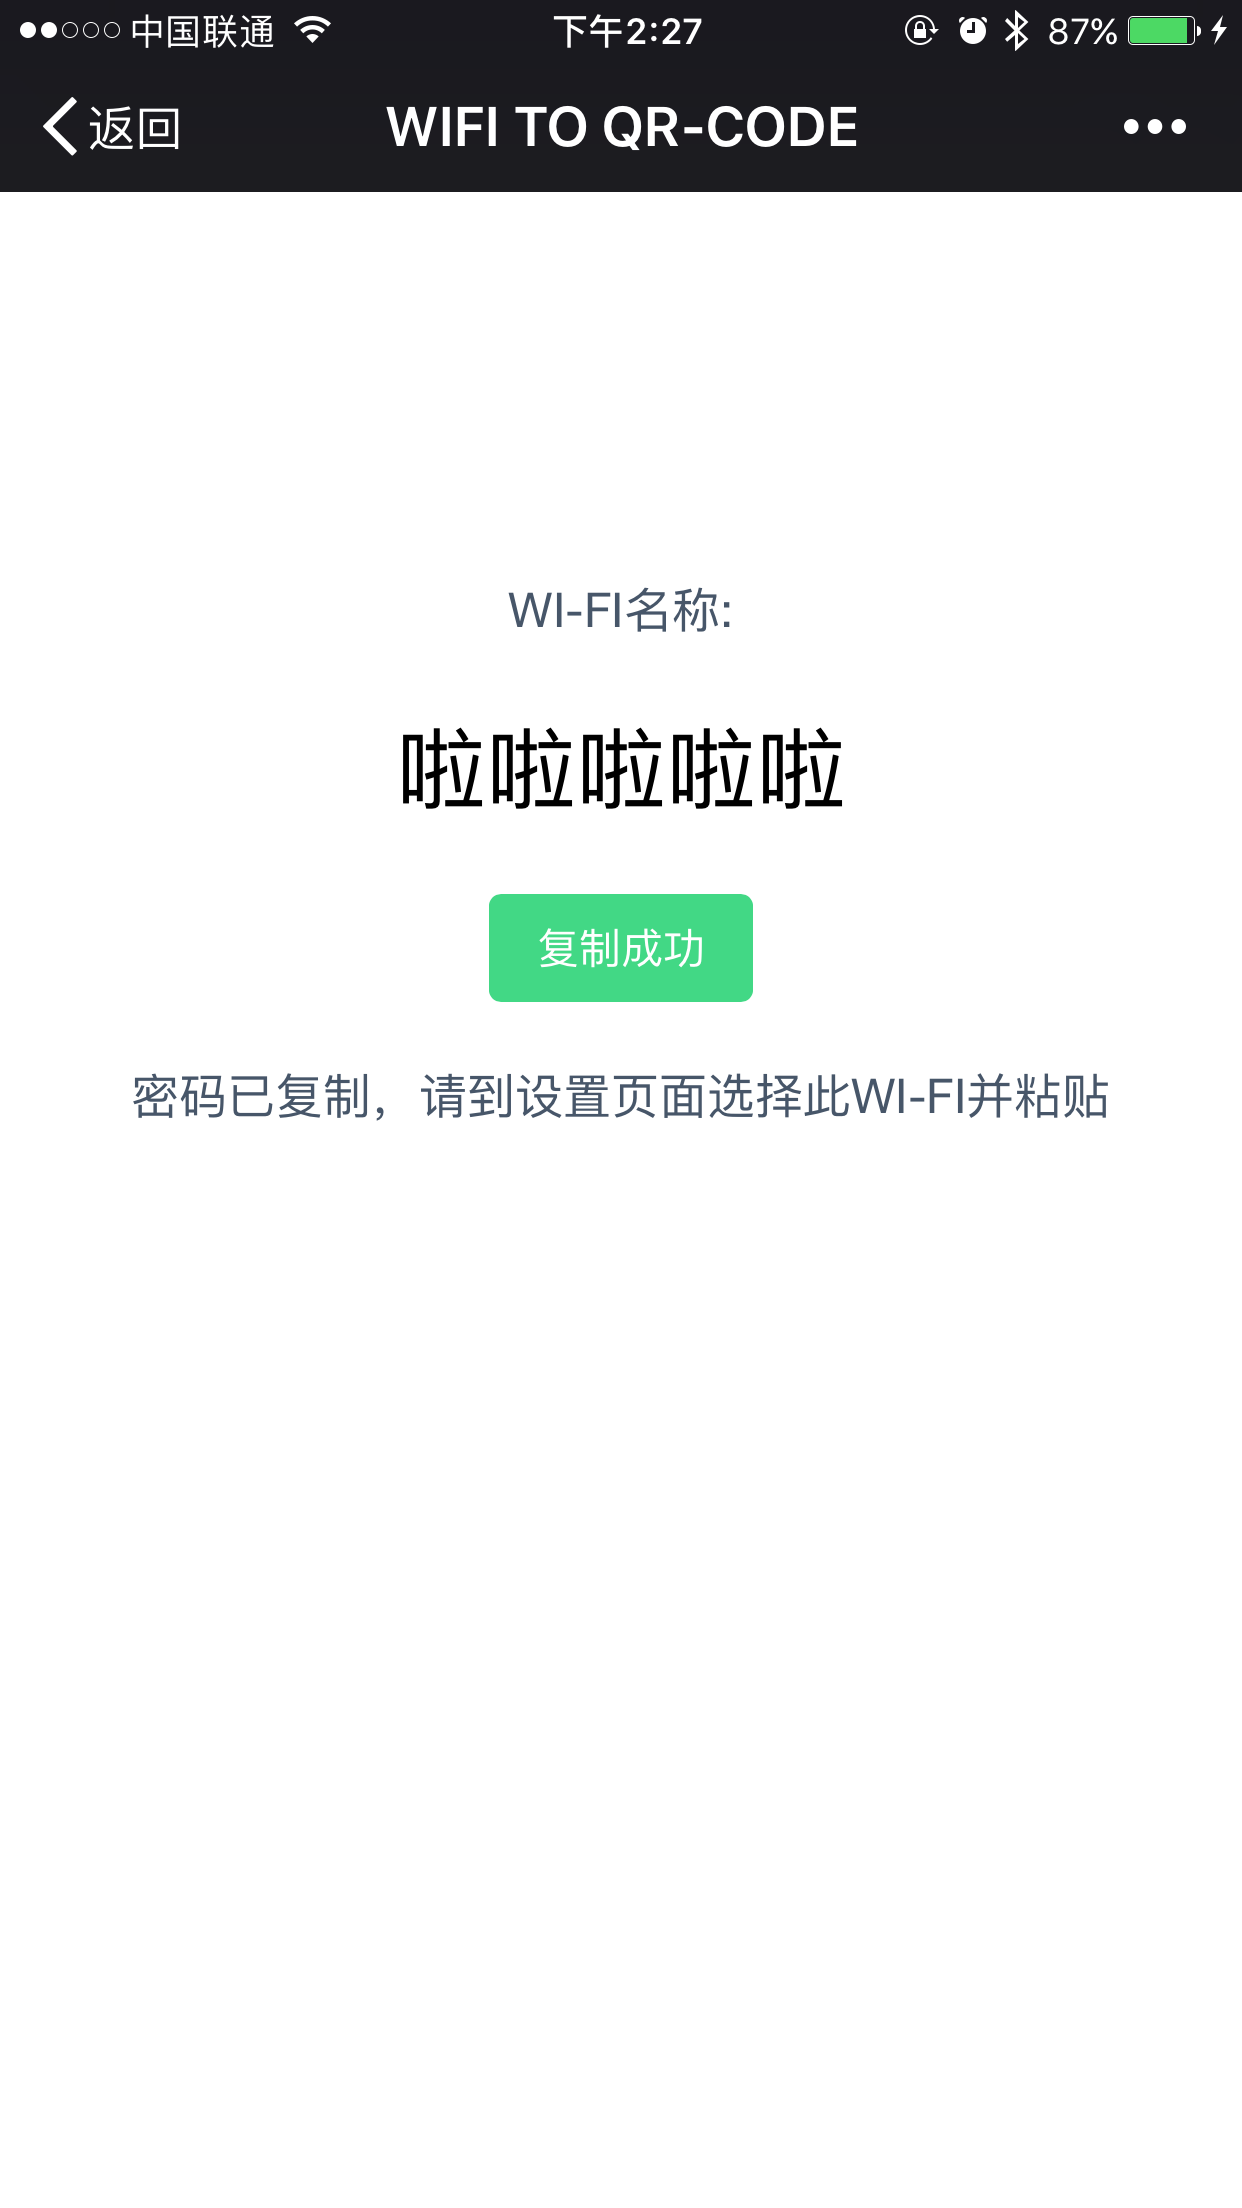 中国联通 下午2:27 87%
返回 WIFI TO QR-CODE
WI-FI名称:
啦啦啦啦啦
复制成功
密码已复制，请到设置页面选择此WI-FI并粘贴